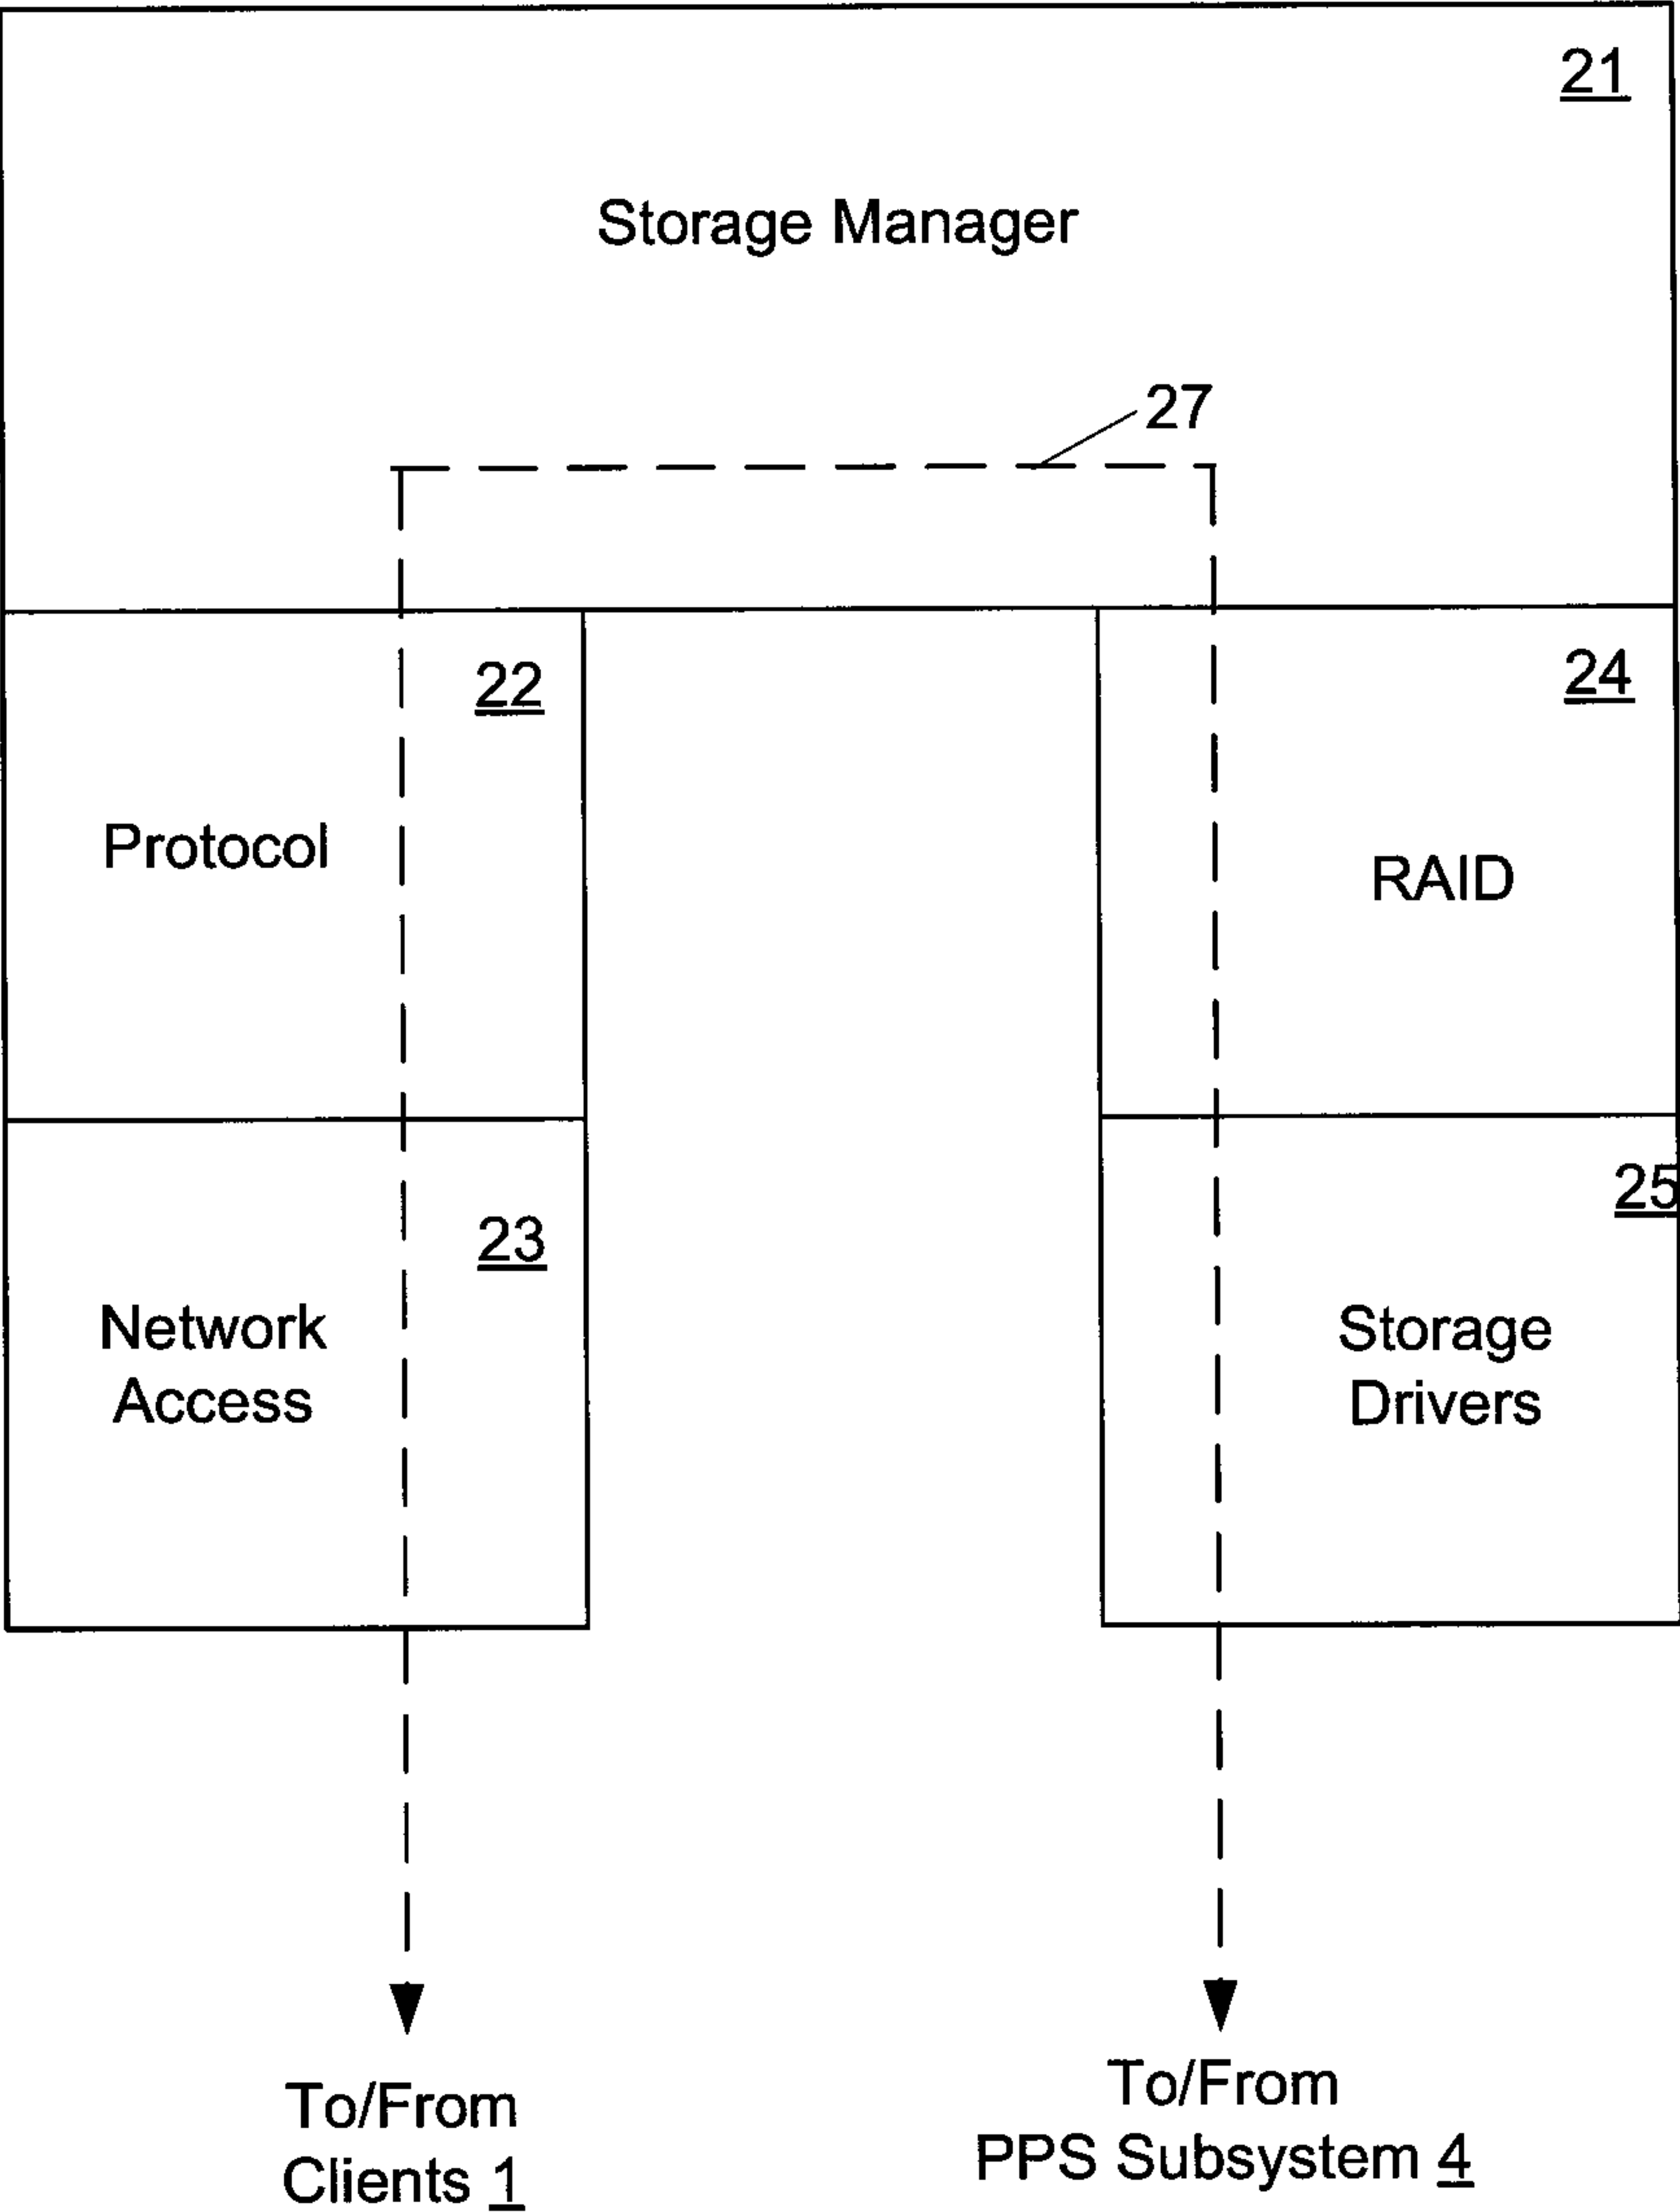 21
Storage Manager
27
22
24
Protocol
RAID
23
25
Network
Access
Storage
Drivers
To/From
Clients 1
To/From
PPS Subsystem 4